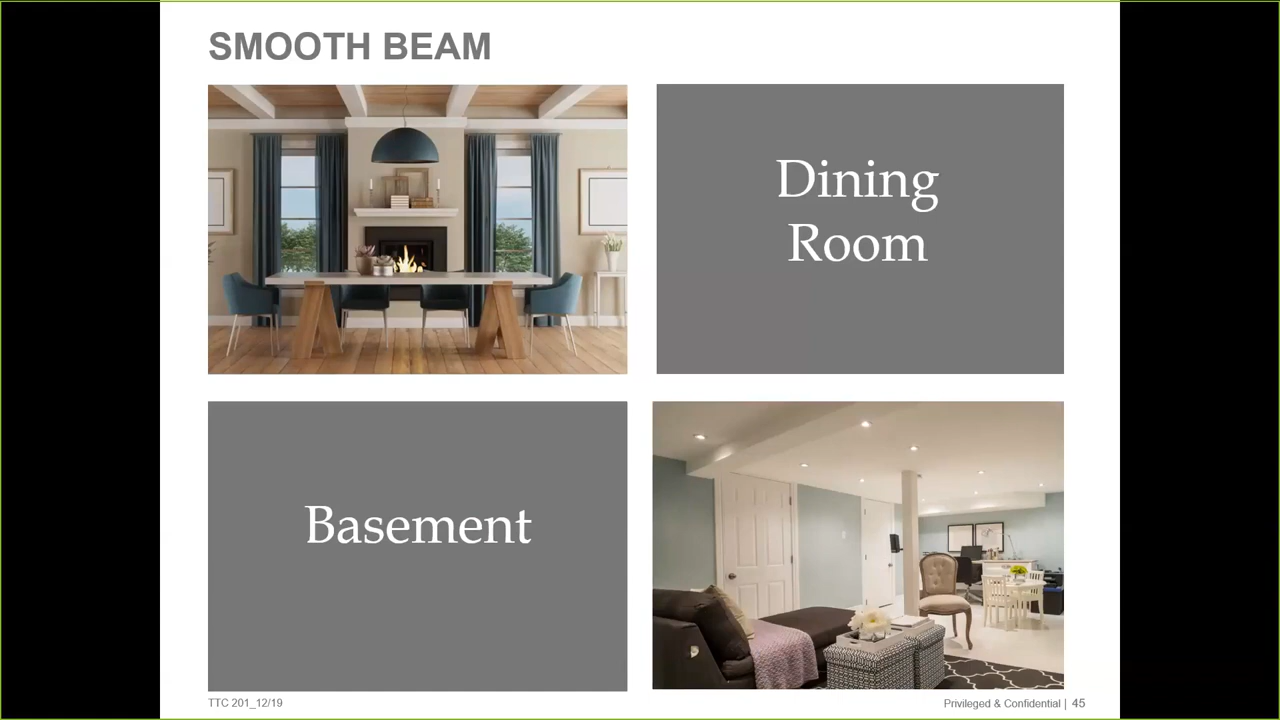 SMOOTH BEAM
Dining
Room
Basement
TTC 201_12/19
Privileged & Confidential | 45